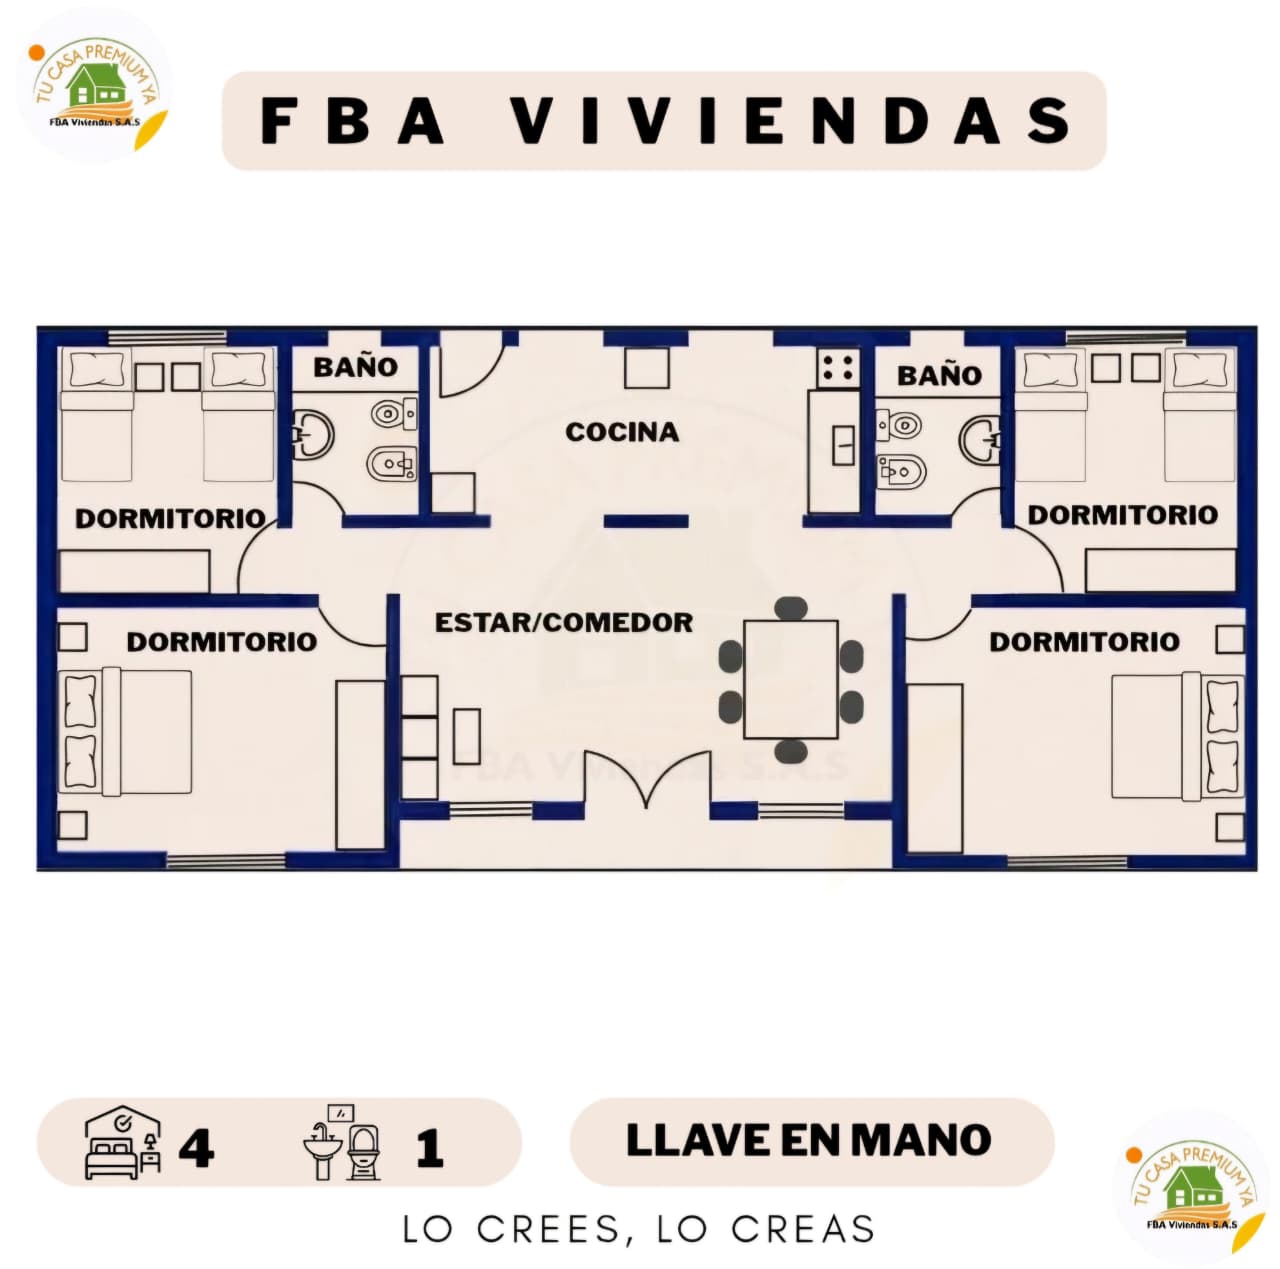 TU CASA PREMIUM YA
FBA Viviendas S.A.S
FBA VIVIENDAS
BAÑO
BAÑO
COCINA
DORMITORIO
DORMITORIO
ESTAR/COMEDOR
DORMITORIO
DORMITORIO
FBA Viviendas S.A.S
4
1
LLAVE EN MANO
LO CREES, LO CREAS
TU CASA PREMIUM YA
FBA Viviendas S.A.S